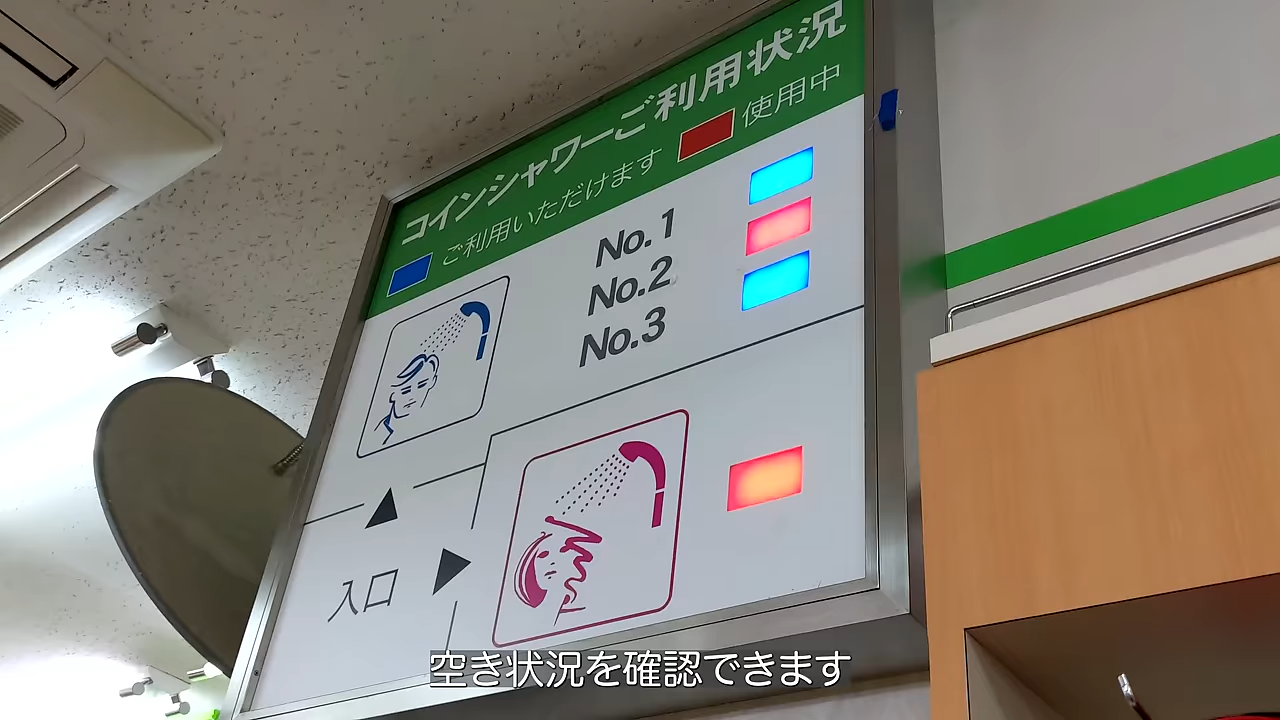 コインシャワーご利用状況
ご利用いただけます 使用中
No.1
No.2
No.3
入口
空き状況を確認できます